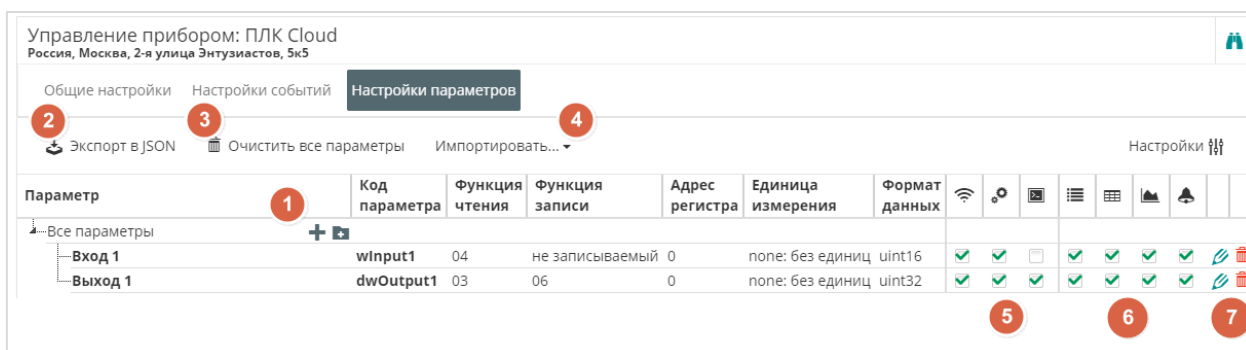 Управление прибором: ПЛК Cloud
Россия, Москва, 2-я улица Энтузиастов, 5к5
Общие настройки Настройки событий Настройки параметров
2 3 4
Экспорт в JSON Очистить все параметры Импортировать... Настройки
Параметр Код параметра Функция чтения Функция записи Адрес регистра Единица измерения Формат данных
1
Все параметры
Вход 1 wInput1 04 не записываемый 0 none: без единиц uint16
Выход 1 dwOutput1 03 06 0 none: без единиц uint32
5 6 7